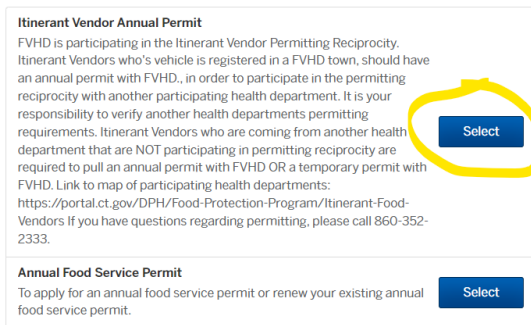 Itinerant Vendor Annual Permit
FVHD is participating in the Itinerant Vendor Permitting Reciprocity.
Itinerant Vendors who's vehicle is registered in a FVHD town, should have
an annual permit with FVHD., in order to participate in the permitting
reciprocity with another participating health department. It is your
responsibility to verify another health departments permitting
requirements. Itinerant Vendors who are coming from another health
department that are NOT participating in permitting reciprocity are
required to pull an annual permit with FVHD OR a temporary permit with
FVHD. Link to map of participating health departments:
https://portal.ct.gov/DPH/Food-Protection-Program/Itinerant-Food-
Vendors If you have questions regarding permitting, please call 860-352-
2333.
Select
Annual Food Service Permit
To apply for an annual food service permit or renew your existing annual
food service permit.
Select